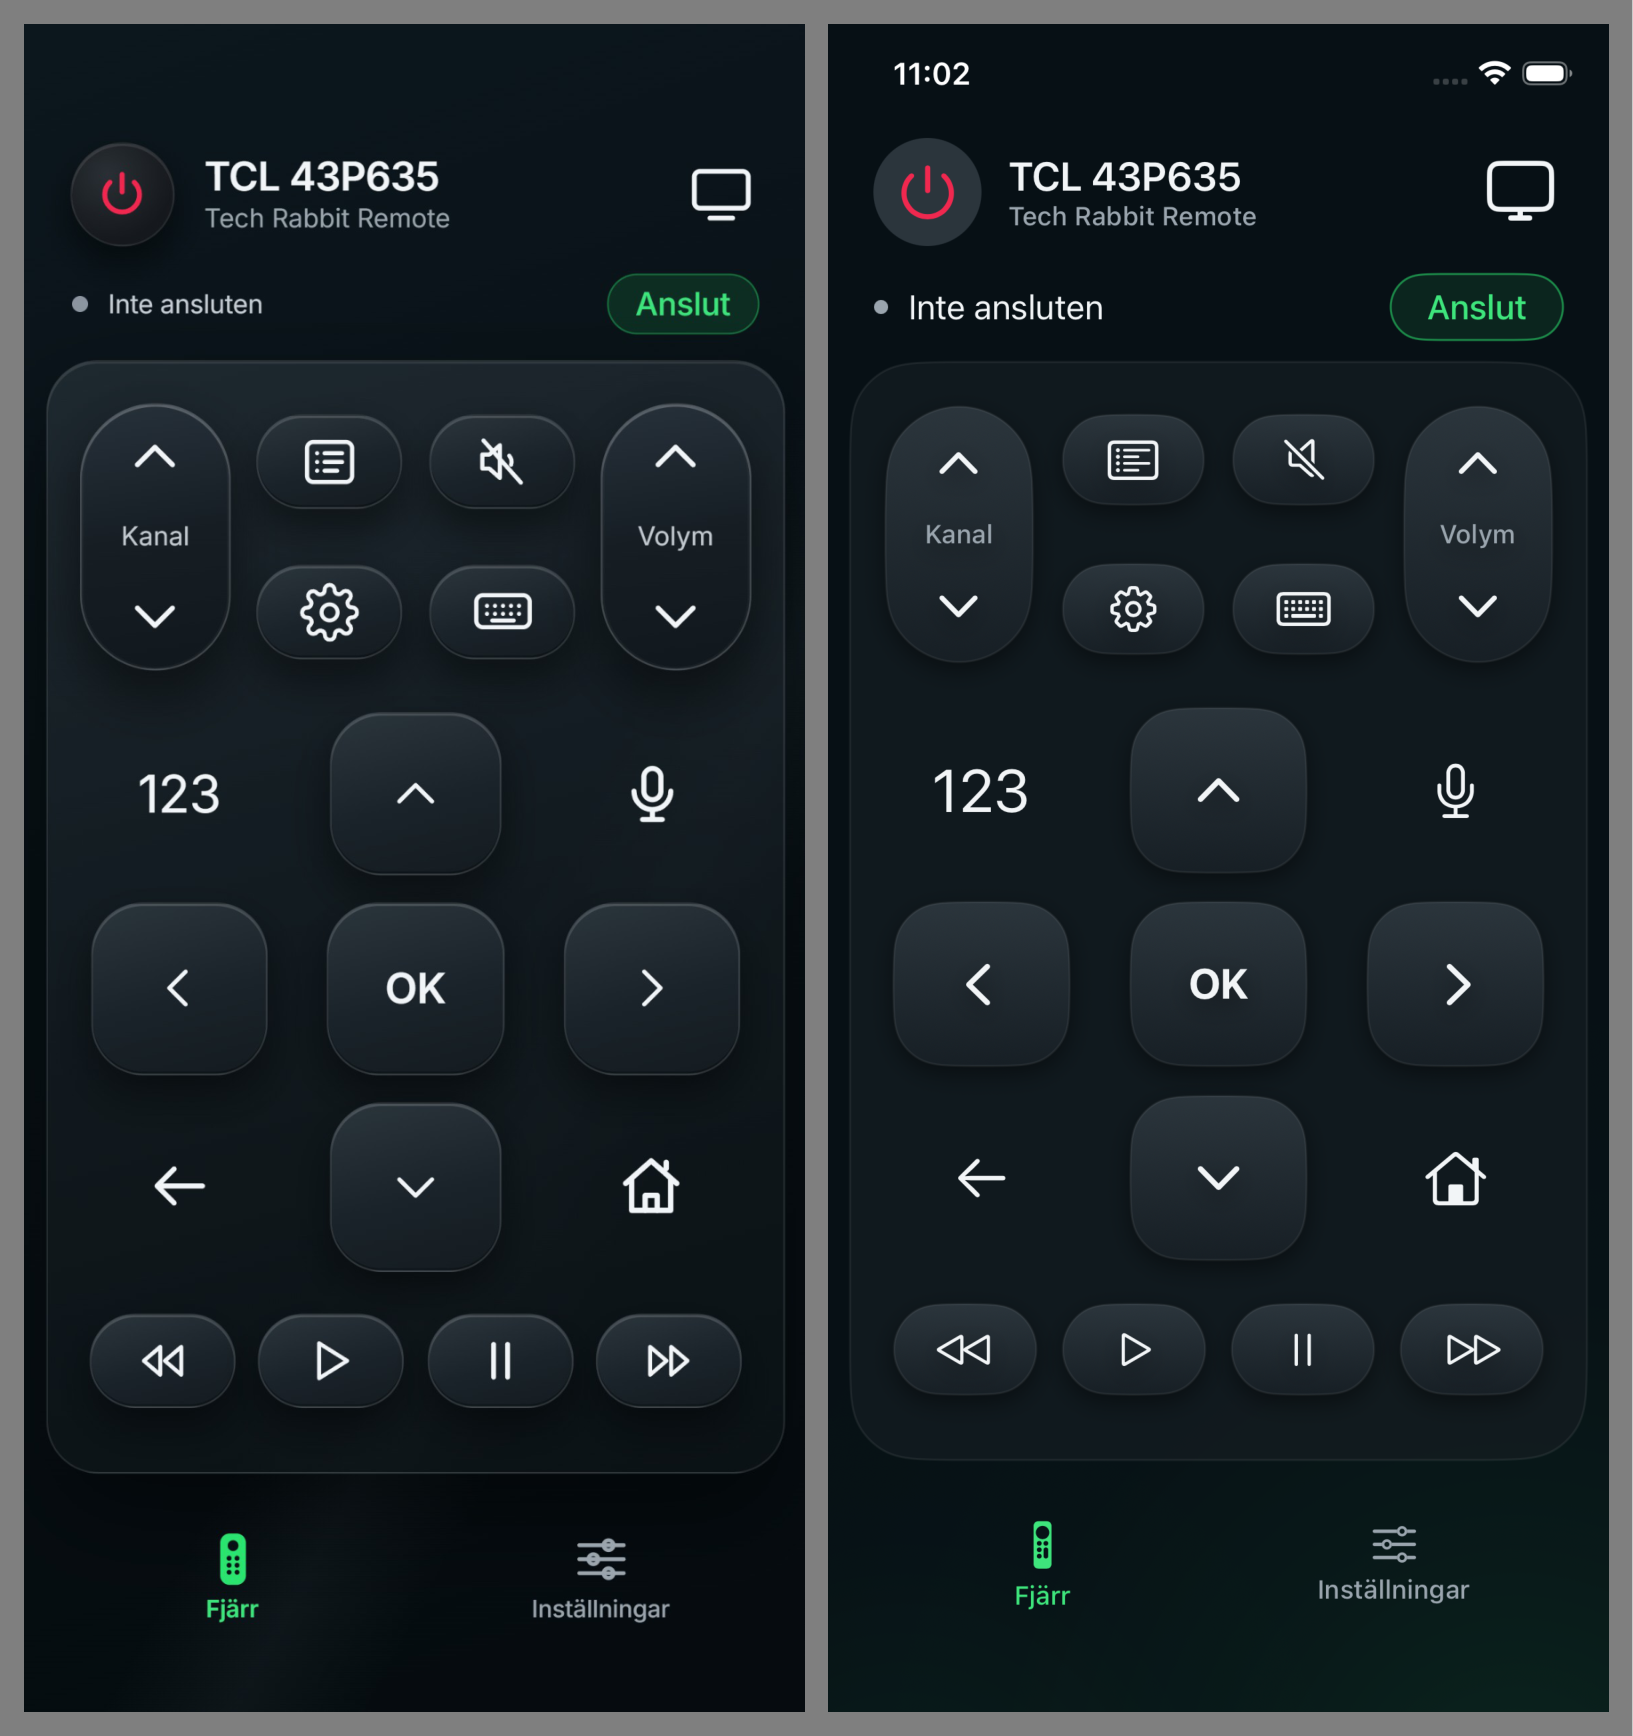 TCL 43P635
Tech Rabbit Remote
Inte ansluten
Anslut
Kanal
Volym
123
OK
Fjärr
Inställningar
11:02
TCL 43P635
Tech Rabbit Remote
Inte ansluten
Anslut
Kanal
Volym
123
OK
Fjärr
Inställningar